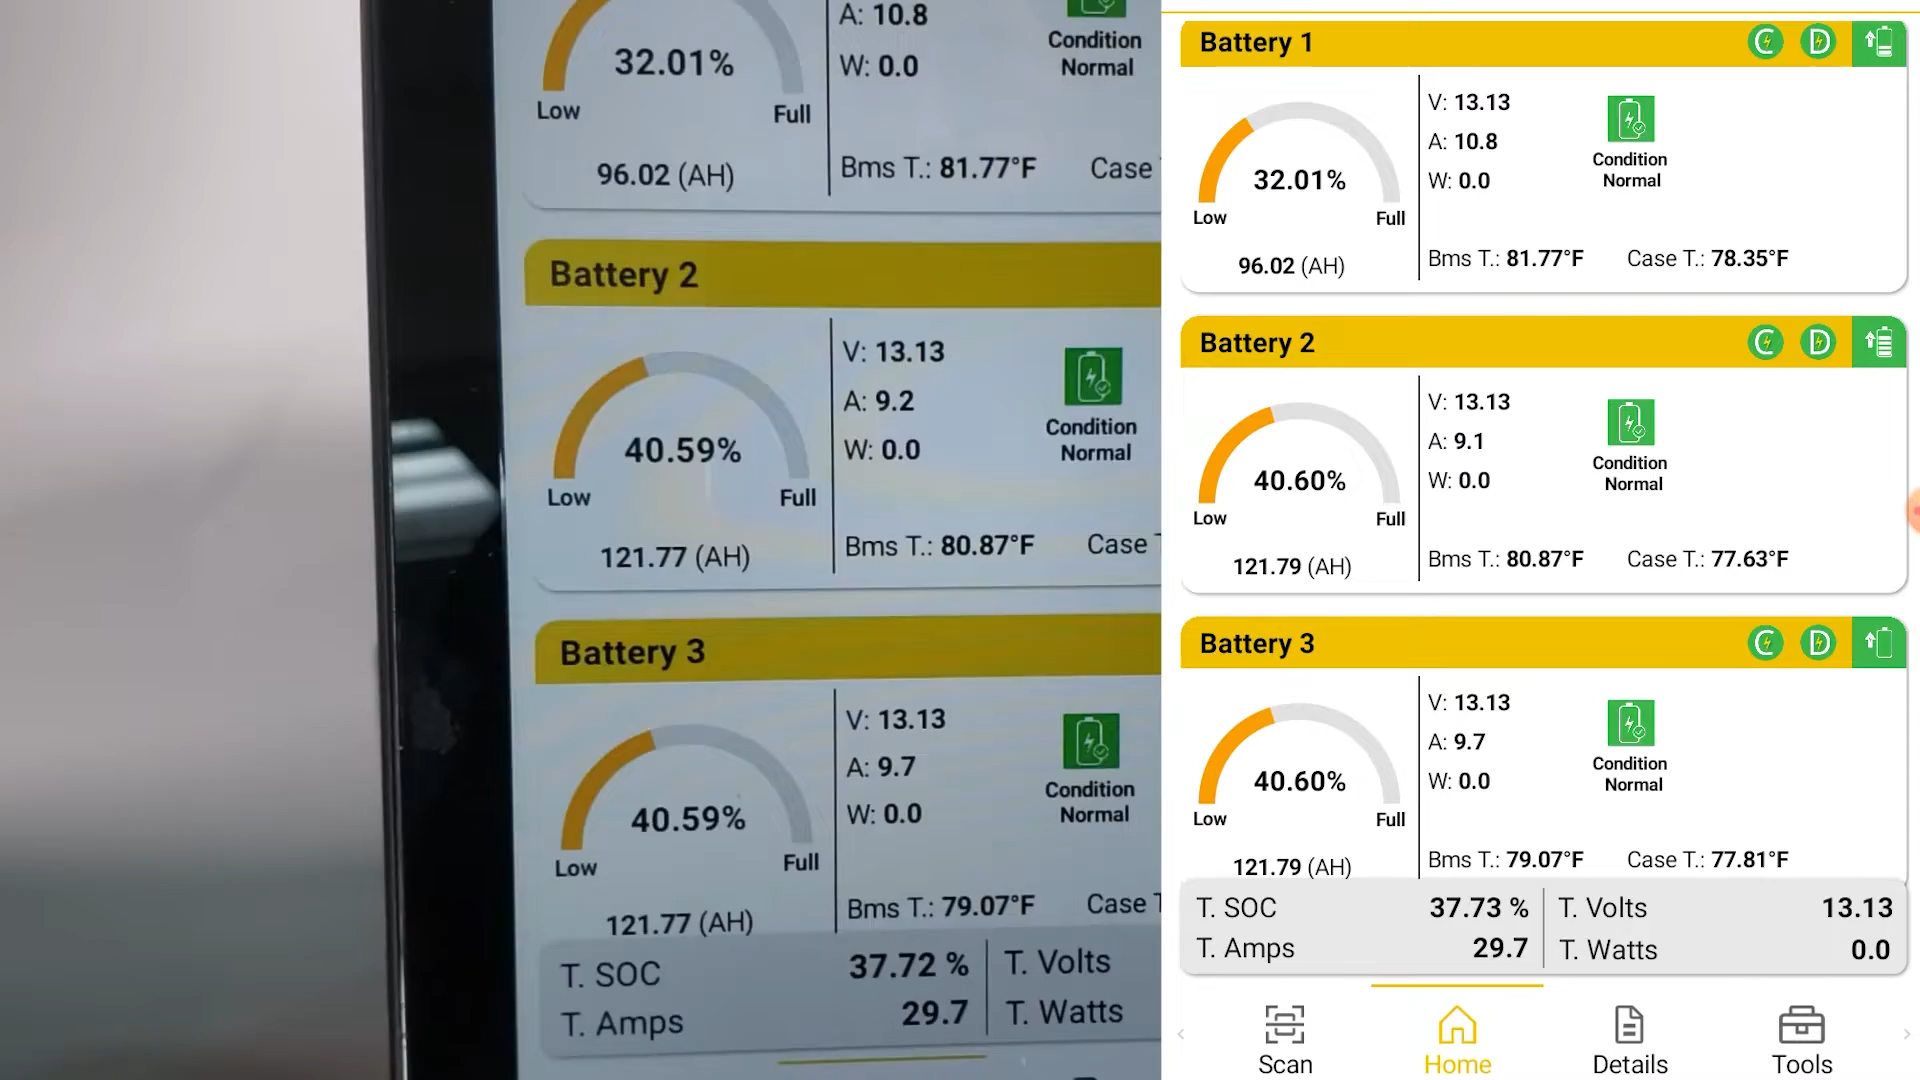 A: 10.8
32.01%
W: 0.0
Condition
Normal
Low
Full
96.02 (AH)
Bms T.: 81.77°F
Case
Battery 2
V: 13.13
A: 9.2
40.59%
W: 0.0
Condition
Normal
Low
Full
121.77 (AH)
Bms T.: 80.87°F
Case T
Battery 3
V: 13.13
A: 9.7
40.59%
W: 0.0
Condition
Normal
Low
Full
121.77 (AH)
Bms T.: 79.07°F
Case T
T. SOC 37.72 %
T. Volts
T. Amps 29.7
T. Watts
Battery 1
C D
V: 13.13
A: 10.8
32.01%
W: 0.0
Condition
Normal
Low
Full
96.02 (AH)
Bms T.: 81.77°F
Case T.: 78.35°F
Battery 2
C D
V: 13.13
A: 9.1
40.60%
W: 0.0
Condition
Normal
Low
Full
121.79 (AH)
Bms T.: 80.87°F
Case T.: 77.63°F
Battery 3
C D
V: 13.13
A: 9.7
40.60%
W: 0.0
Condition
Normal
Low
Full
121.79 (AH)
Bms T.: 79.07°F
Case T.: 77.81°F
T. SOC 37.73 %
T. Volts 13.13
T. Amps 29.7
T. Watts 0.0
Scan
Home
Details
Tools